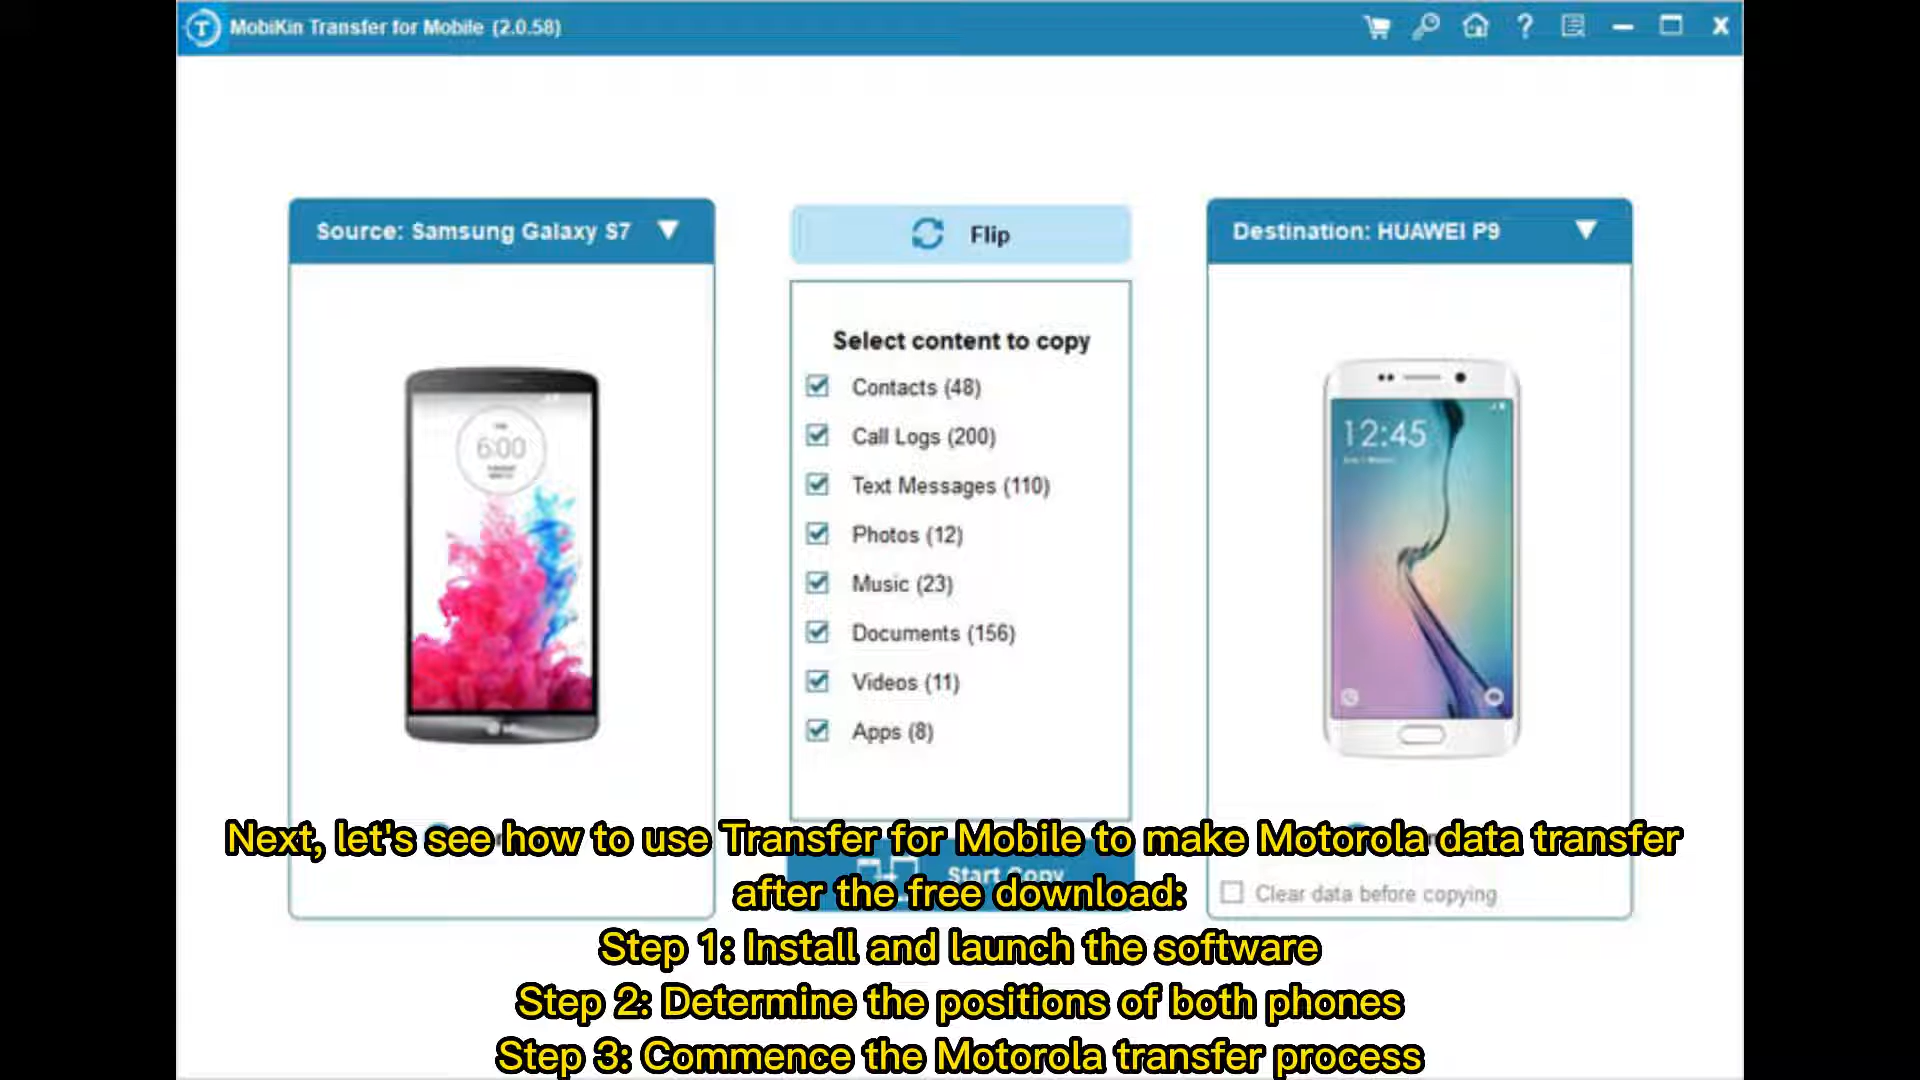 MobiKin Transfer for Mobile (2.0.58)
Source: Samsung Galaxy S7
Flip
Destination: HUAWEI P9
Select content to copy
Contacts (48)
Call Logs (200)
Text Messages (110)
Photos (12)
Music (23)
Documents (156)
Videos (11)
Apps (8)
6:00
12:45
LG
Start Copy
Clear data before copying
Next, let's see how to use Transfer for Mobile to make Motorola data transfer
after the free download:
Step 1: Install and launch the software
Step 2: Determine the positions of both phones
Step 3: Commence the Motorola transfer process